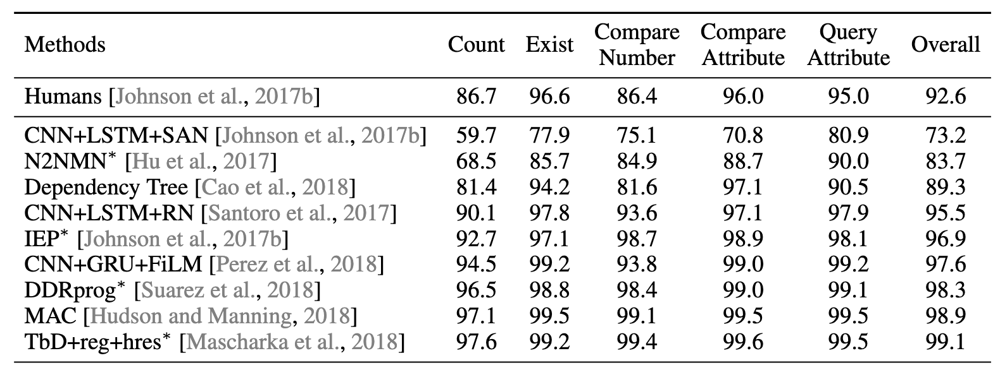 Methods Count Exist Compare Number Compare Attribute Query Attribute Overall
Humans [Johnson et al., 2017b] 86.7 96.6 86.4 96.0 95.0 92.6
CNN+LSTM+SAN [Johnson et al., 2017b] 59.7 77.9 75.1 70.8 80.9 73.2
N2NMN* [Hu et al., 2017] 68.5 85.7 84.9 88.7 90.0 83.7
Dependency Tree [Cao et al., 2018] 81.4 94.2 81.6 97.1 90.5 89.3
CNN+LSTM+RN [Santoro et al., 2017] 90.1 97.8 93.6 97.1 97.9 95.5
IEP* [Johnson et al., 2017b] 92.7 97.1 98.7 98.9 98.1 96.9
CNN+GRU+FiLM [Perez et al., 2018] 94.5 99.2 93.8 99.0 99.2 97.6
DDRprog* [Suarez et al., 2018] 96.5 98.8 98.4 99.0 99.1 98.3
MAC [Hudson and Manning, 2018] 97.1 99.5 99.1 99.5 99.5 98.9
TbD+reg+hres* [Mascharka et al., 2018] 97.6 99.2 99.4 99.6 99.5 99.1